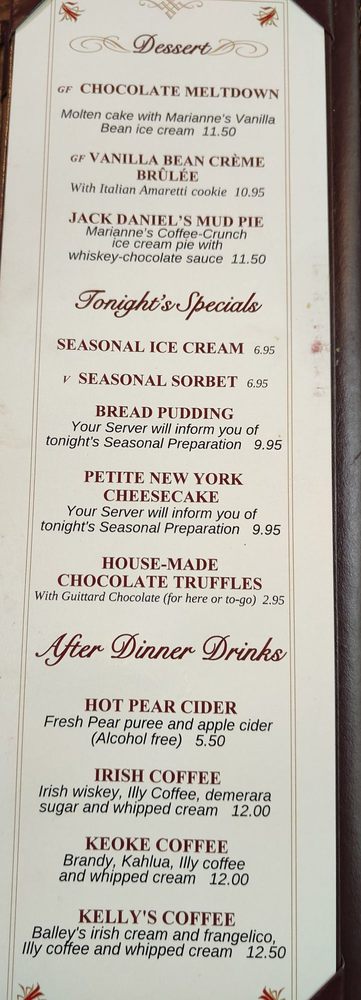 Dessert
GF CHOCOLATE MELTDOWN
Molten cake with Marianne's Vanilla
Bean ice cream 11.50
GF VANILLA BEAN CRÈME
BRÛLÉE
With Italian Amaretti cookie 10.95
JACK DANIEL'S MUD PIE
Marianne's Coffee-Crunch
ice cream pie with
whiskey-chocolate sauce 11.50
Tonight's Specials
SEASONAL ICE CREAM 6.95
V SEASONAL SORBET 6.95
BREAD PUDDING
Your Server will inform you of
tonight's Seasonal Preparation 9.95
PETITE NEW YORK
CHEESECAKE
Your Server will inform you of
tonight's Seasonal Preparation 9.95
HOUSE-MADE
CHOCOLATE TRUFFLES
With Guittard Chocolate (for here or to-go) 2.95
After Dinner Drinks
HOT PEAR CIDER
Fresh Pear puree and apple cider
(Alcohol free) 5.50
IRISH COFFEE
Irish wiskey, Illy Coffee, demerara
sugar and whipped cream 12.00
KEOKE COFFEE
Brandy, Kahlua, Illy coffee
and whipped cream 12.00
KELLY'S COFFEE
Balley's irish cream and frangelico,
Illy coffee and whipped cream 12.50